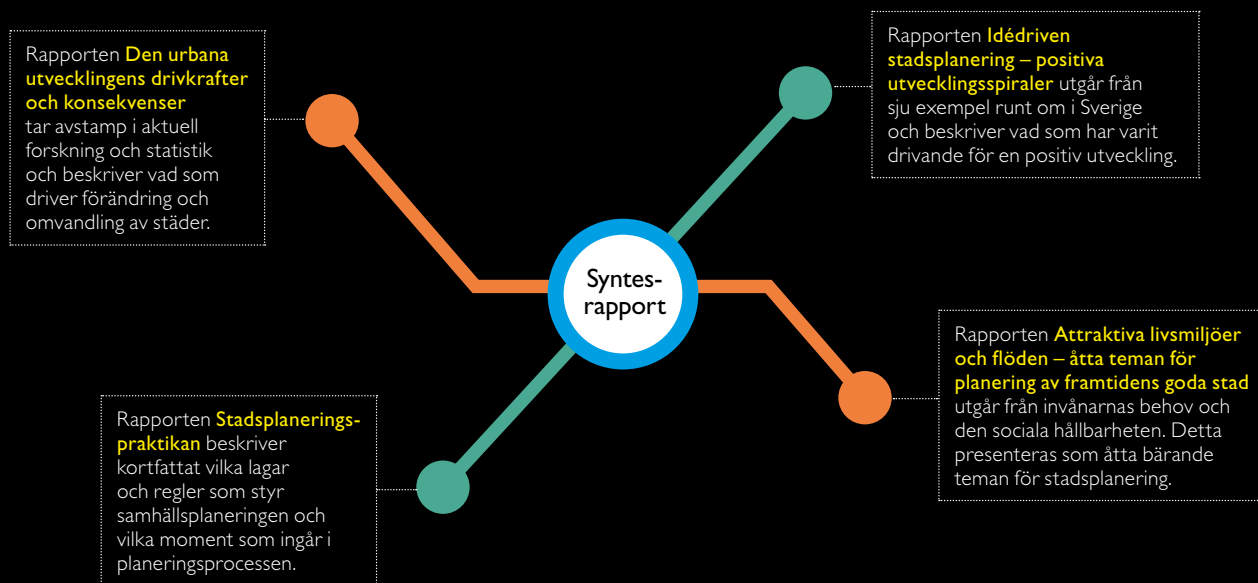 Rapporten Den urbana
utvecklingens drivkrafter
och konsekvenser
tar avstamp i aktuell
forskning och statistik
och beskriver vad som
driver förändring och
omvandling av städer.
Rapporten Idédriven
stadsplanering – positiva
utvecklingsspiraler utgår från
sju exempel runt om i Sverige
och beskriver vad som har varit
drivande för en positiv utveckling.
Syntes-
rapport
Rapporten Attraktiva livsmiljöer
och flöden – åtta teman för
planering av framtidens goda stad
utgår från invånarnas behov och
den sociala hållbarheten. Detta
presenteras som åtta bärande
teman för stadsplanering.
Rapporten Stadsplanerings-
praktikan beskriver
kortfattat vilka lagar
och regler som styr
samhällsplaneringen och
vilka moment som ingår i
planeringsprocessen.